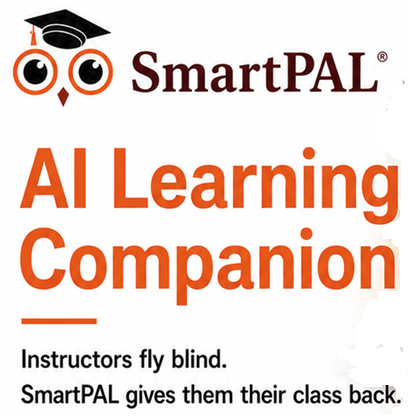 SmartPAL®
AI Learning
Companion
Instructors fly blind.
SmartPAL gives them their class back.